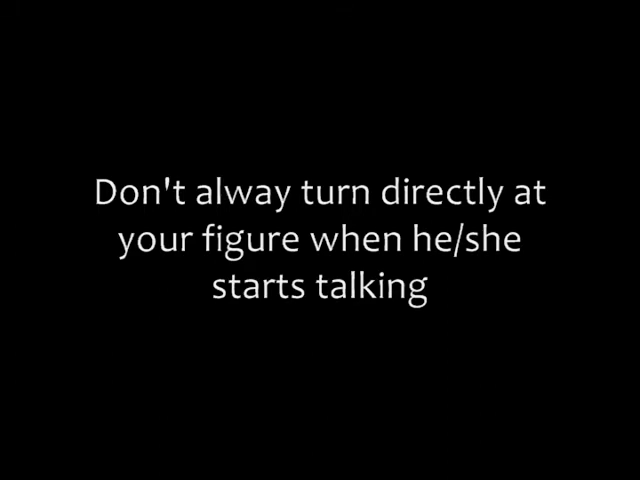 Don't alway turn directly at
your figure when he/she
starts talking